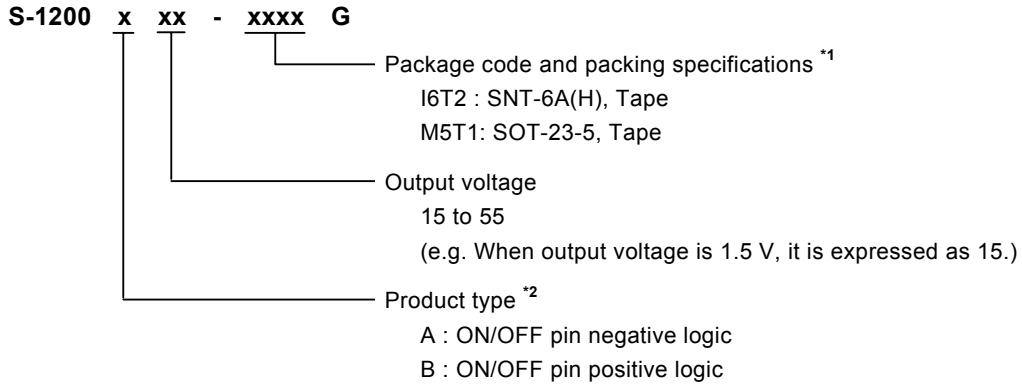 S-1200 x xx - xxxx G
Package code and packing specifications *1
I6T2 : SNT-6A(H), Tape
M5T1: SOT-23-5, Tape
Output voltage
15 to 55
(e.g. When output voltage is 1.5 V, it is expressed as 15.)
Product type *2
A : ON/OFF pin negative logic
B : ON/OFF pin positive logic